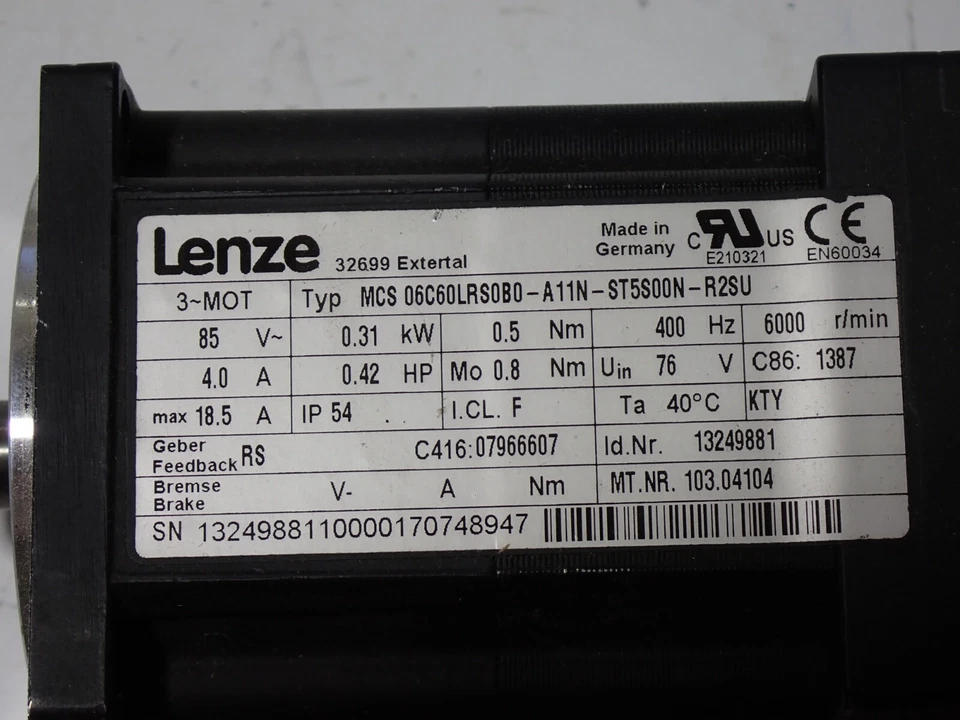 Lenze 32699 Extertal Made in Germany C RU US E210321 CE EN60034
3~MOT Typ MCS 06C60LRS0B0-A11N-ST5S00N-R2SU
85 V~ 0.31 kW 0.5 Nm 400 Hz 6000 r/min
4.0 A 0.42 HP Mo 0.8 Nm Uin 76 V C86: 1387
max 18.5 A IP 54 I.CL. F Ta 40°C KTY
Geber Feedback RS C416:07966607 Id.Nr. 13249881
Bremse Brake V- A Nm MT.NR. 103.04104
SN 1324988110000170748947